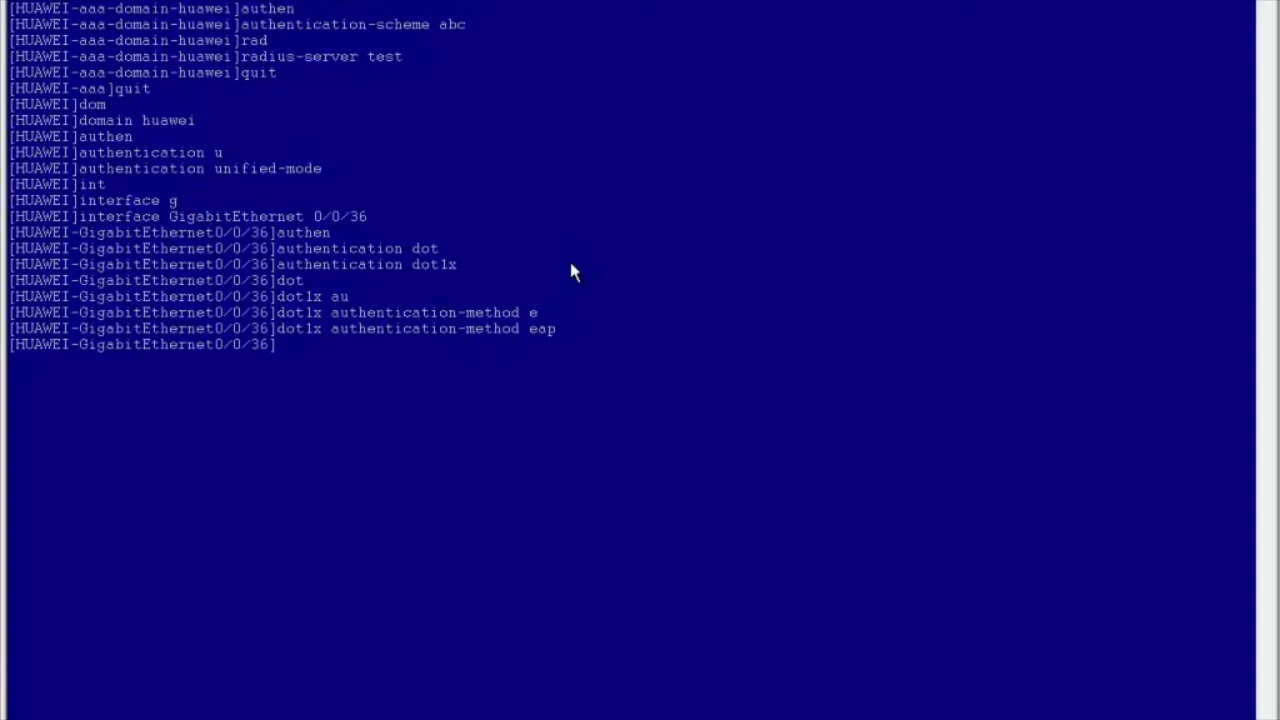 [HUAWEI-aaa-domain-huawei]authen
[HUAWEI-aaa-domain-huawei]authentication-scheme abc
[HUAWEI-aaa-domain-huawei]rad
[HUAWEI-aaa-domain-huawei]radius-server test
[HUAWEI-aaa-domain-huawei]quit
[HUAWEI-aaa]quit
[HUAWEI]dom
[HUAWEI]domain huawei
[HUAWEI]authen
[HUAWEI]authentication u
[HUAWEI]authentication unified-mode
[HUAWEI]int
[HUAWEI]interface g
[HUAWEI]interface GigabitEthernet 0/0/36
[HUAWEI-GigabitEthernet0/0/36]authen
[HUAWEI-GigabitEthernet0/0/36]authentication dot
[HUAWEI-GigabitEthernet0/0/36]authentication dot1x
[HUAWEI-GigabitEthernet0/0/36]dot
[HUAWEI-GigabitEthernet0/0/36]dot1x au
[HUAWEI-GigabitEthernet0/0/36]dot1x authentication-method e
[HUAWEI-GigabitEthernet0/0/36]dot1x authentication-method eap
[HUAWEI-GigabitEthernet0/0/36]